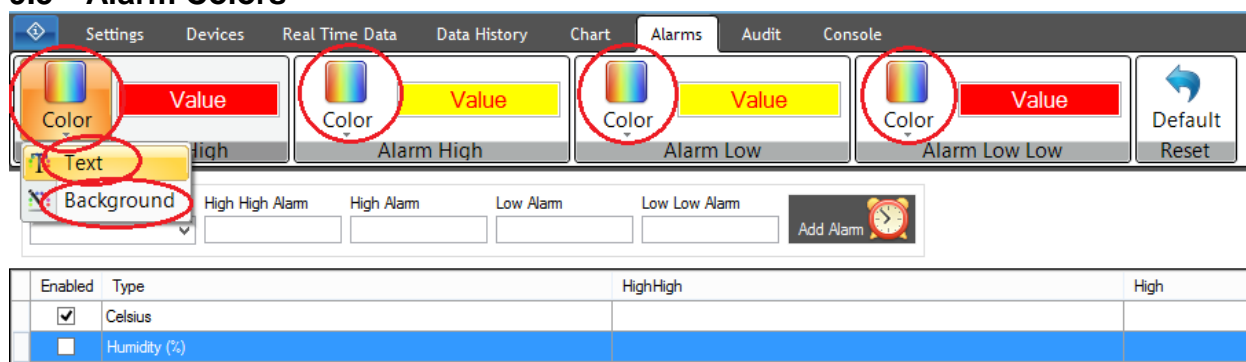 Alarm Colors
Settings Devices Real Time Data Data History Chart Alarms Audit Console
Color Value Color Value Color Value Color Value Default
High Alarm High Alarm Low Alarm Low Low Reset
Text
Background
High High Alarm High Alarm Low Alarm Low Low Alarm
Add Alarm
Enabled Type HighHigh High
Celsius
Humidity (%)